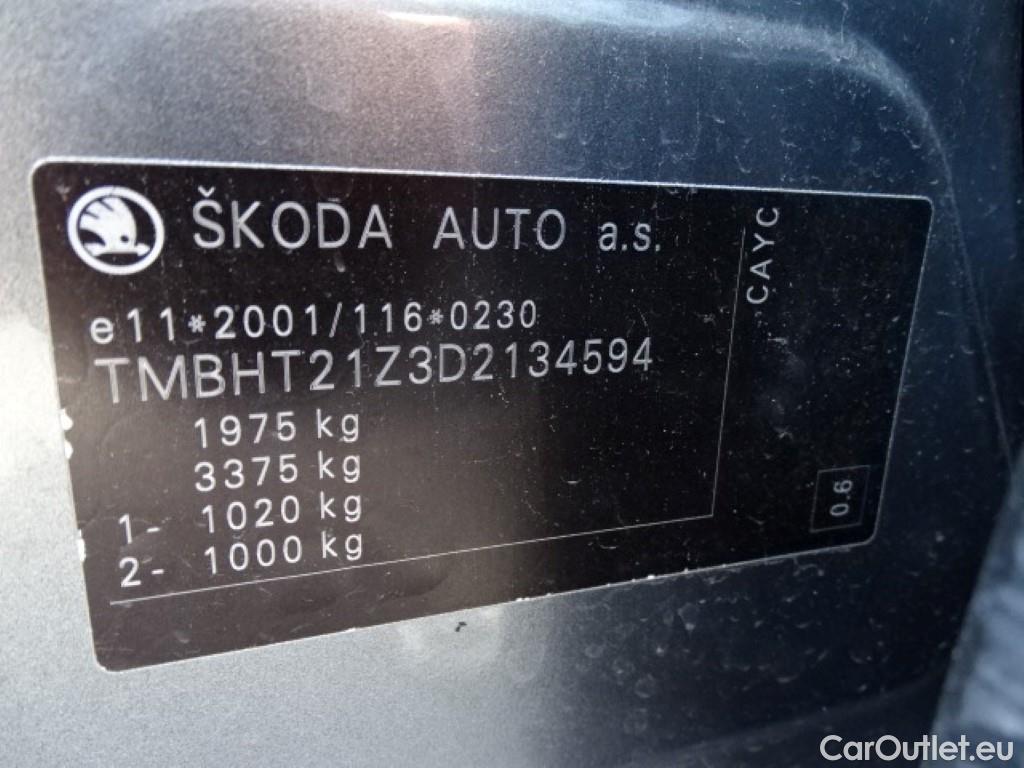 ŠKODA AUTO a.s.
e11*2001/116*0230
TMBHT21Z3D2134594
1975 kg
3375 kg
1- 1020 kg
2- 1000 kg
CAYC
0.6
CarOutlet.eu